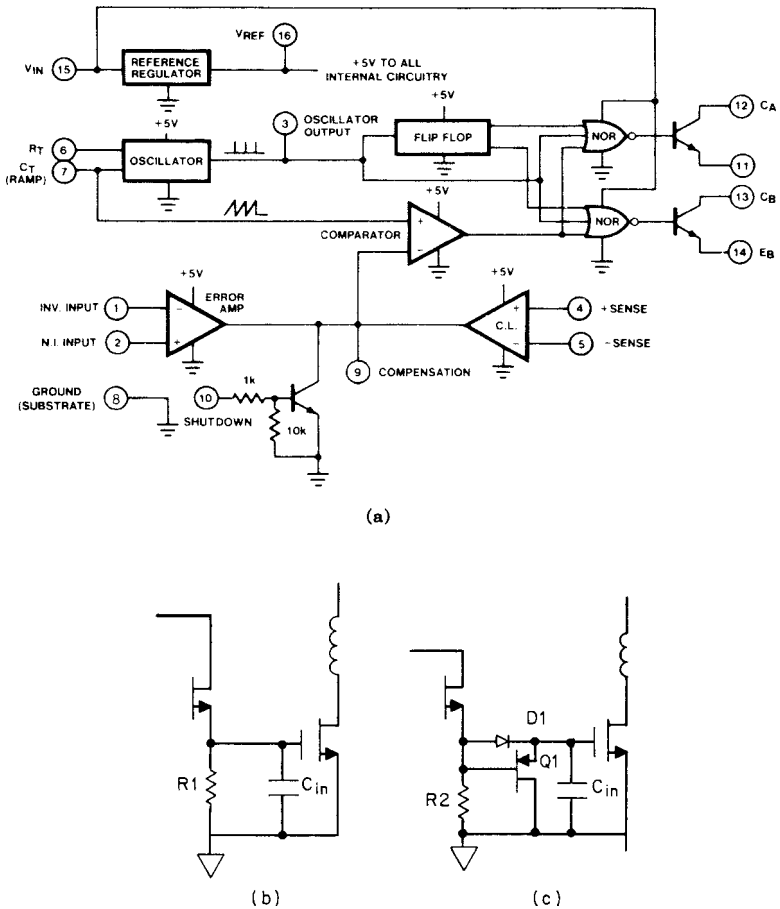 VREF 16
VIN 15 REFERENCE REGULATOR +5V TO ALL INTERNAL CIRCUITRY
+5V
3 OSCILLATOR OUTPUT
+5V
FLIP FLOP
NOR
12 CA
RT 6
CT 7
(RAMP)
OSCILLATOR
11
+5V
COMPARATOR
+
−
NOR
13 CB
14 EB
+5V
ERROR AMP
INV. INPUT 1 −
N.I. INPUT 2 +
+5V
C.L.
+ 4 +SENSE
− 5 −SENSE
9 COMPENSATION
GROUND 8
(SUBSTRATE)
10 1k
SHUTDOWN
10k
(a)
R1 Cin
D1
Q1
R2 Cin
(b) (c)